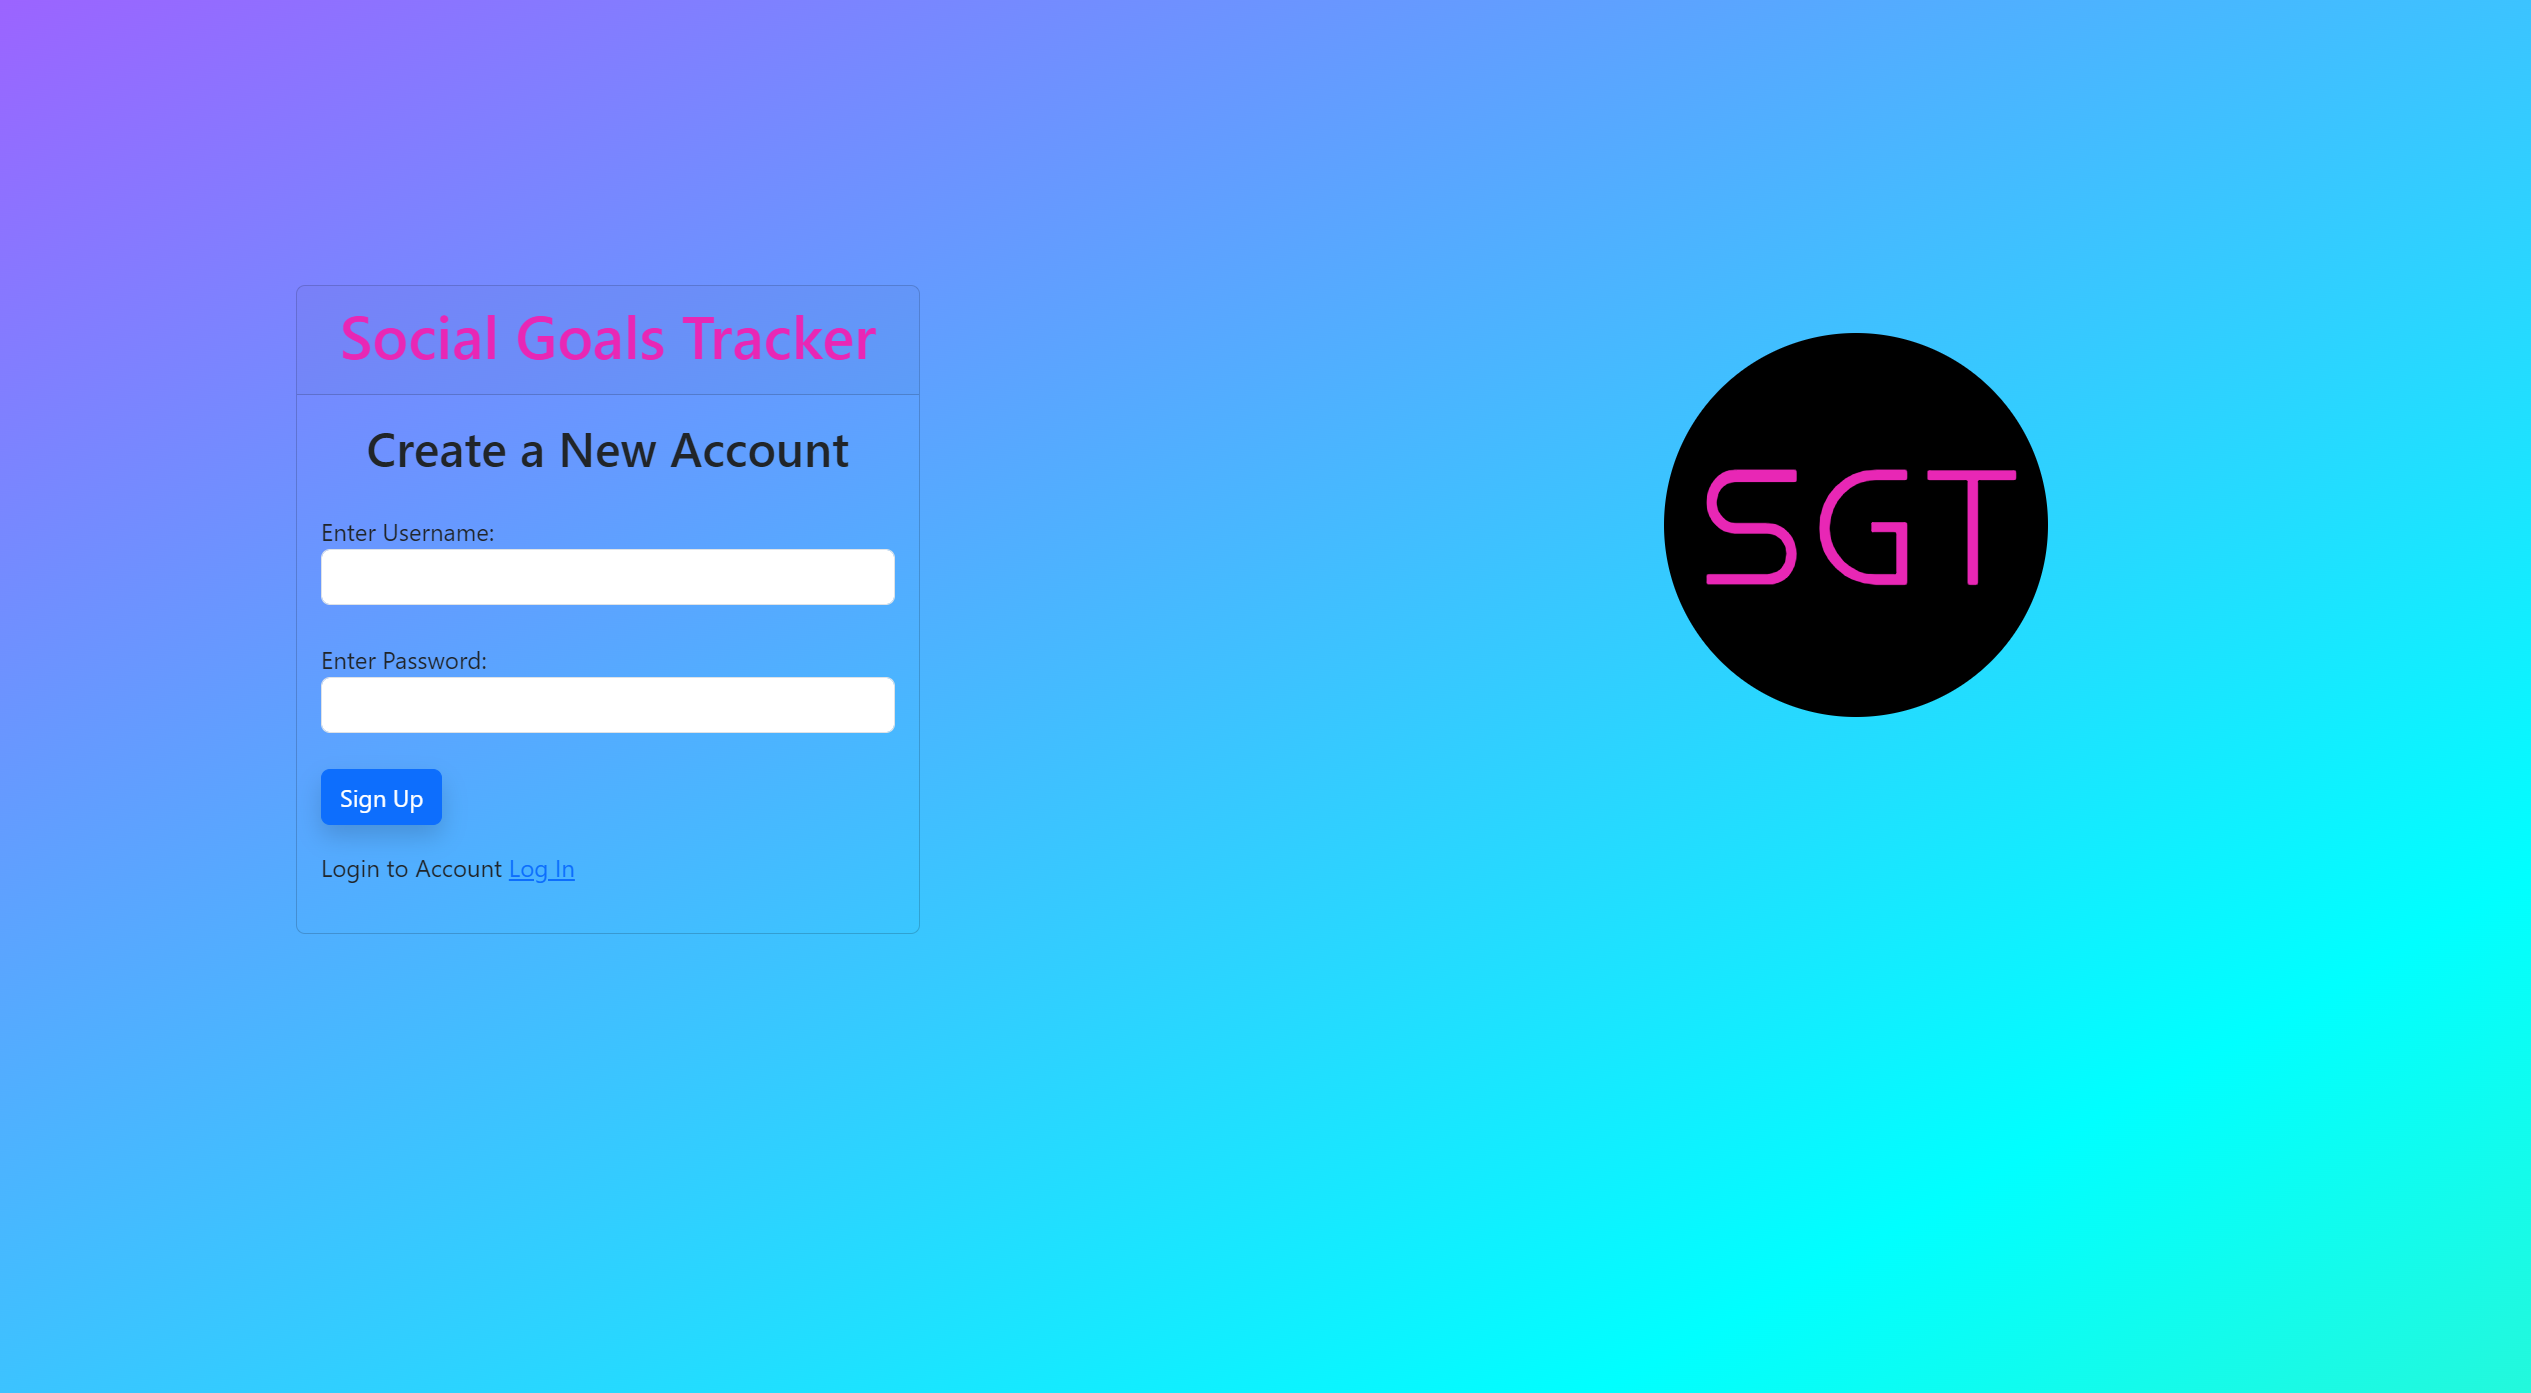 Social Goals Tracker
Create a New Account
Enter Username:
Enter Password:
Sign Up
Login to Account Log In
SGT